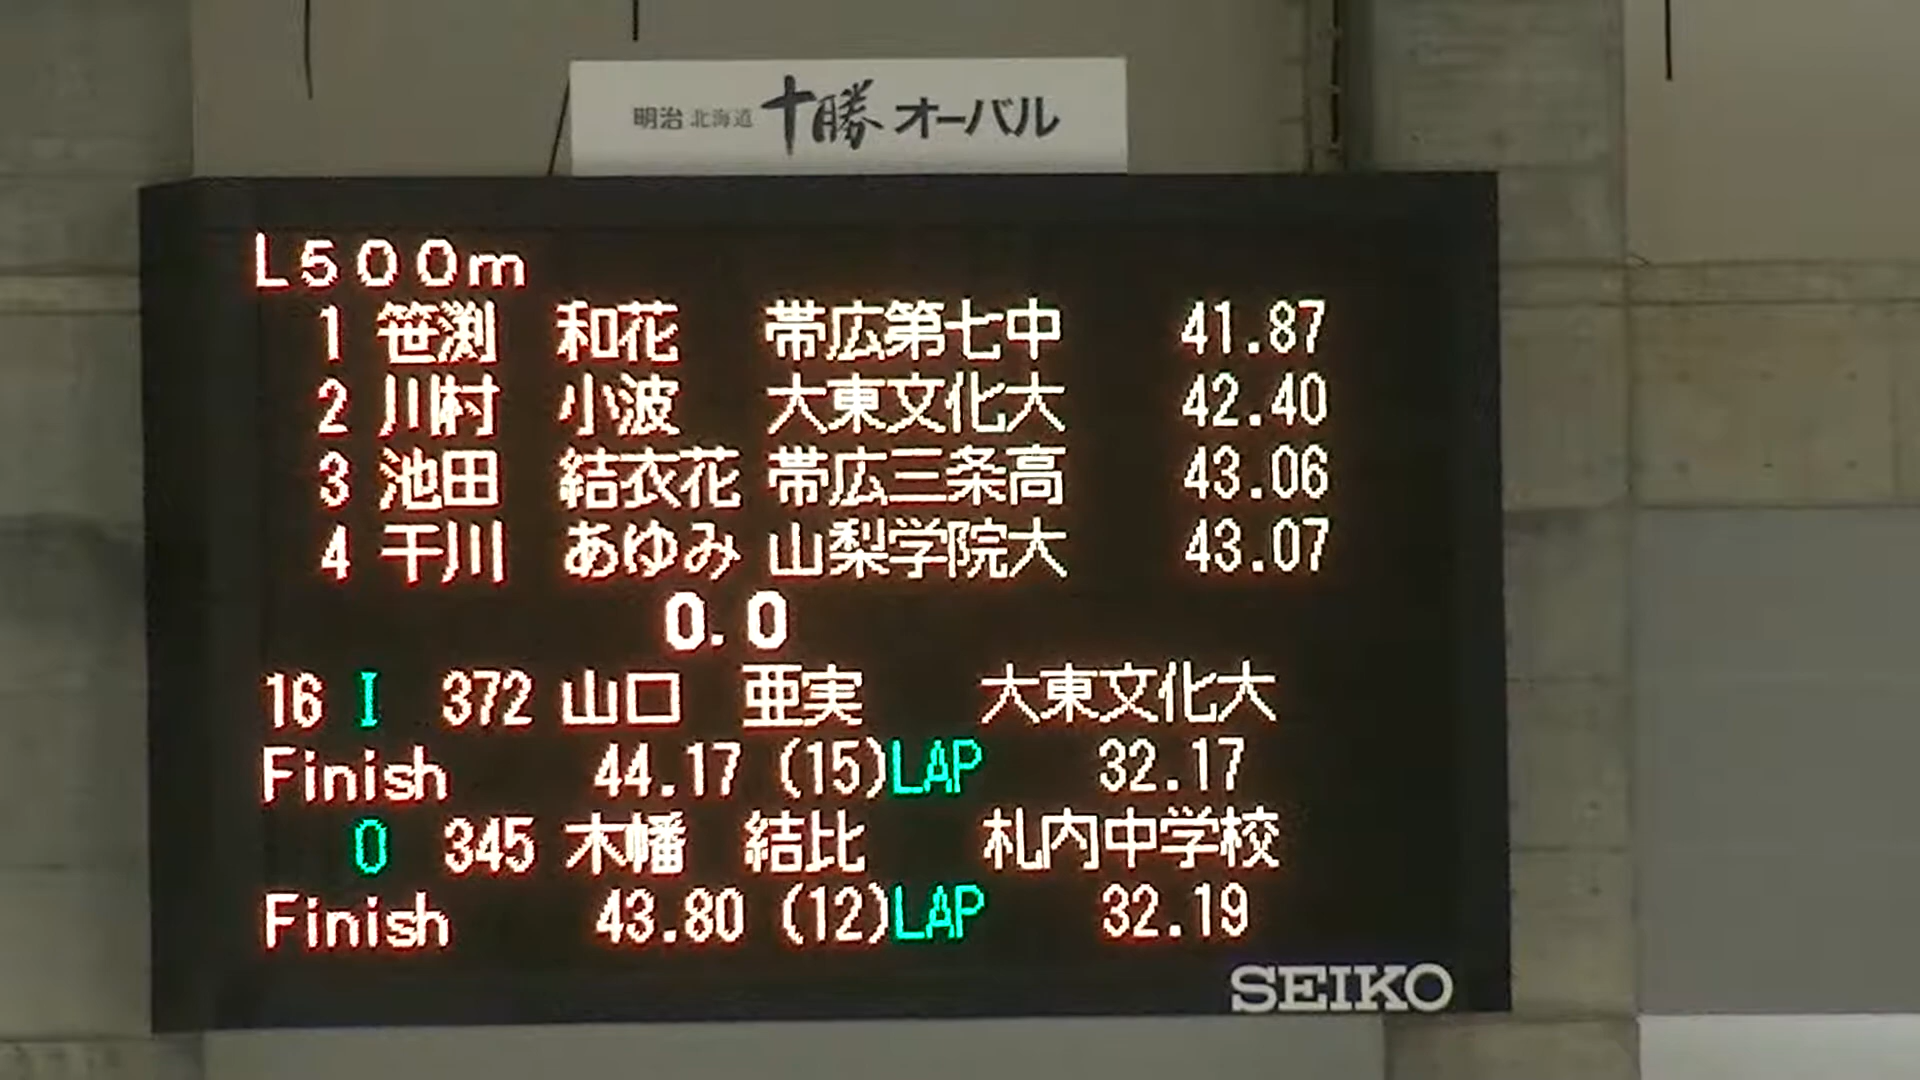 明治 北海道 十勝 オーバル
L500m
1 笹渕 和花 帯広第七中 41.87
2 川村 小波 大東文化大 42.40
3 池田 結衣花 帯広三条高 43.06
4 干川 あゆみ 山梨学院大 43.07
0.0
16 I 372 山口 亜実 大東文化大
Finish 44.17 (15)LAP 32.17
O 345 木幡 結比 札内中学校
Finish 43.80 (12)LAP 32.19
SEIKO